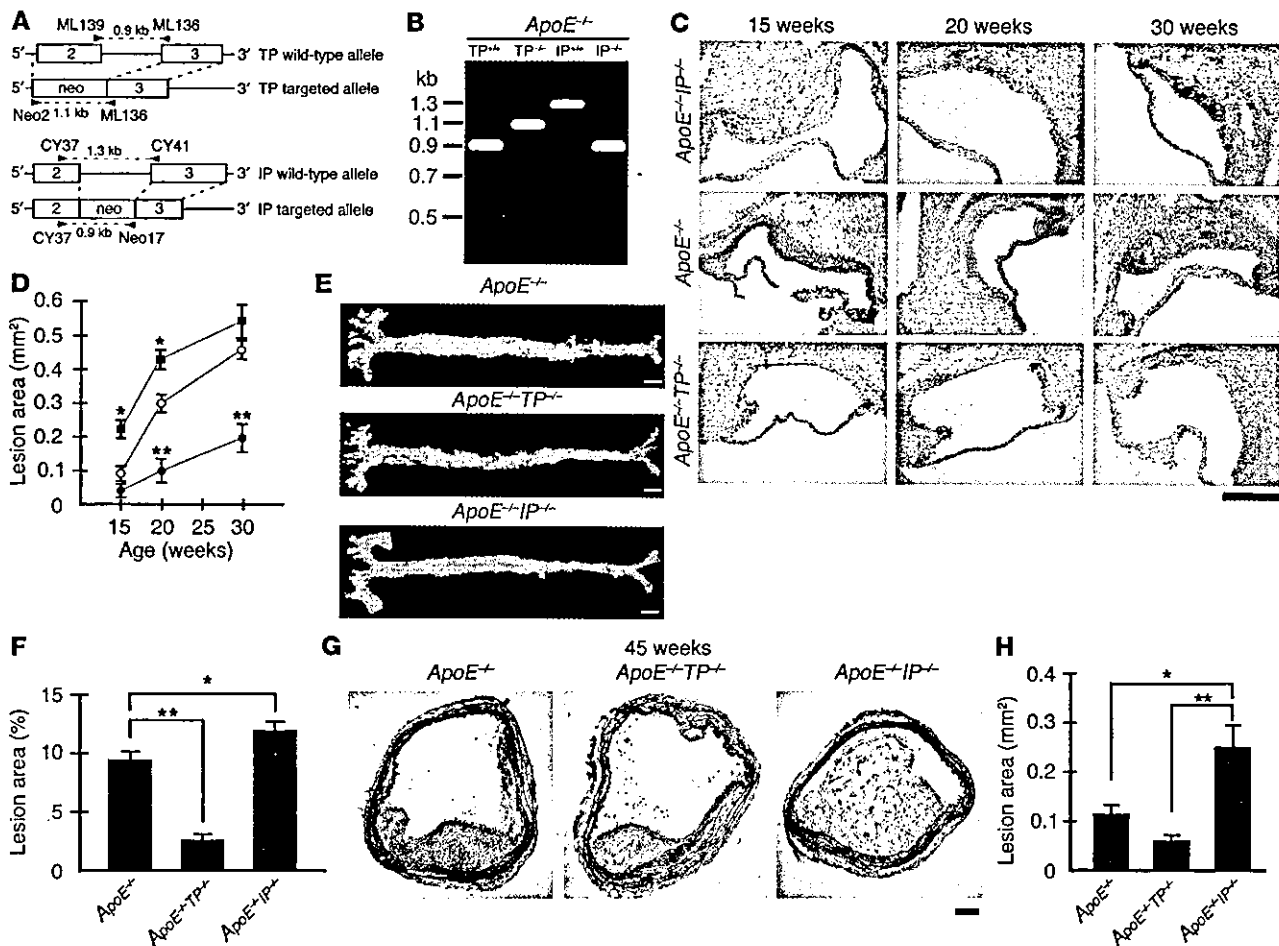 A
ML139 0.9 kb ML136
5′ 2 3 3′ TP wild-type allele
5′ neo 3 3′ TP targeted allele
Neo2 1.1 kb ML136
CY37 1.3 kb CY41
5′ 2 3 3′ IP wild-type allele
5′ 2 neo 3 3′ IP targeted allele
CY37 0.9 kb Neo17
B
ApoE-/-
TP+/+ TP-/- IP+/+ IP-/-
kb
1.3
1.1
0.9
0.7
0.5
C
15 weeks 20 weeks 30 weeks
ApoE-/-IP-/-
ApoE-/-
ApoE-/-TP-/-
D
Lesion area (mm²)
0.6
0.5
0.4
0.3
0.2
0.1
0
* * ** **
15 20 25 30
Age (weeks)
E
ApoE-/-
ApoE-/-TP-/-
ApoE-/-IP-/-
F
Lesion area (%)
15
10
5
0
*
**
ApoE-/- ApoE-/-TP-/- ApoE-/-IP-/-
G
45 weeks
ApoE-/- ApoE-/-TP-/- ApoE-/-IP-/-
H
Lesion area (mm²)
0.4
0.3
0.2
0.1
0
*
**
ApoE-/- ApoE-/-TP-/- ApoE-/-IP-/-